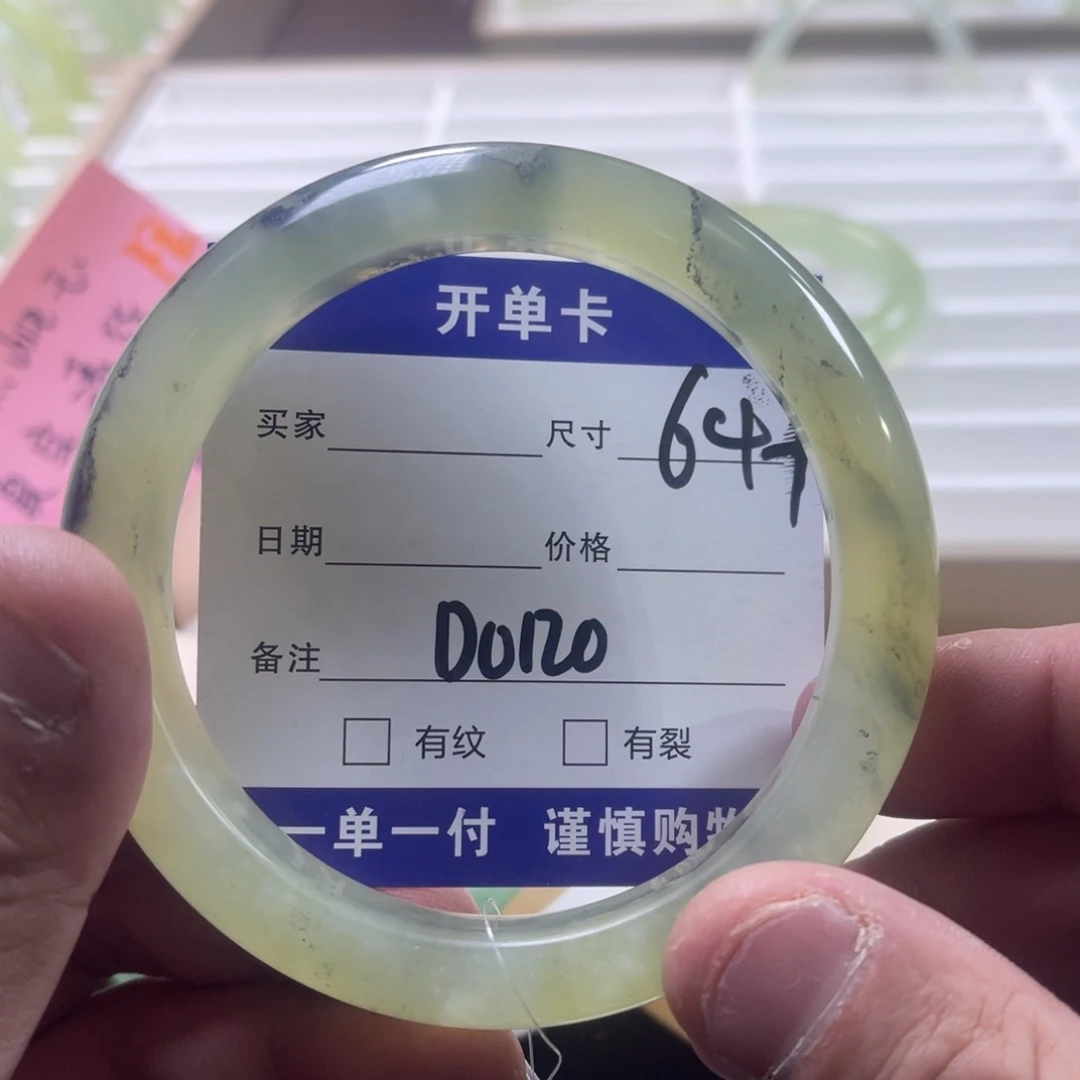 开单卡
买家 尺寸 64+
日期 价格
备注 D0120
有纹 有裂
一单一付 谨慎购物